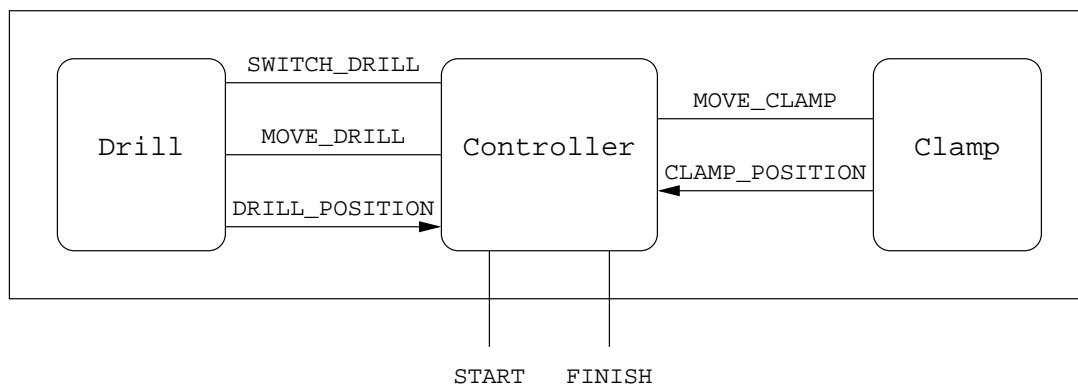 SWITCH_DRILL
MOVE_CLAMP
MOVE_DRILL
Drill
Controller
Clamp
CLAMP_POSITION
DRILL_POSITION
START FINISH